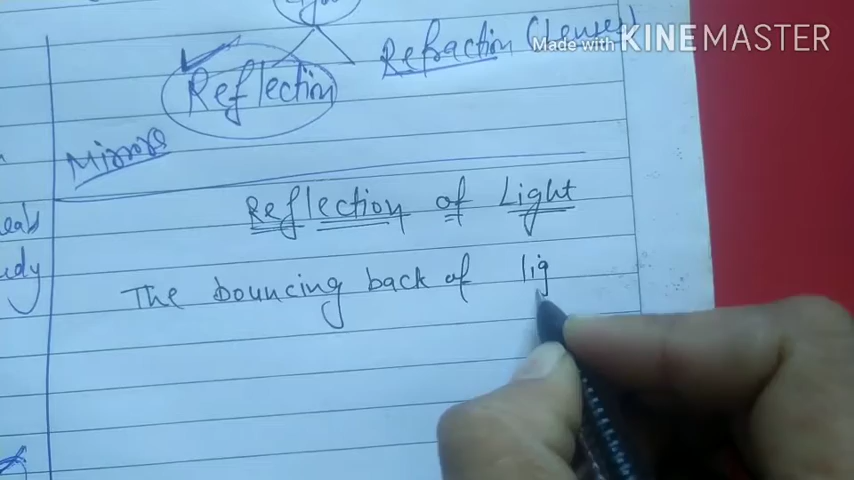 Refraction (Lenses)
Made with KINEMASTER
Reflection
Mirrors
Reflection of Light
The bouncing back of lig